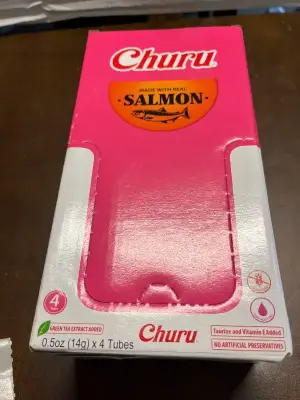 Churu®
MADE WITH REAL
· SALMON ·
4
GREEN TEA EXTRACT ADDED
0.5oz (14g) x 4 Tubes
Churu
Taurine and Vitamin E Added
NO ARTIFICIAL PRESERVATIVES